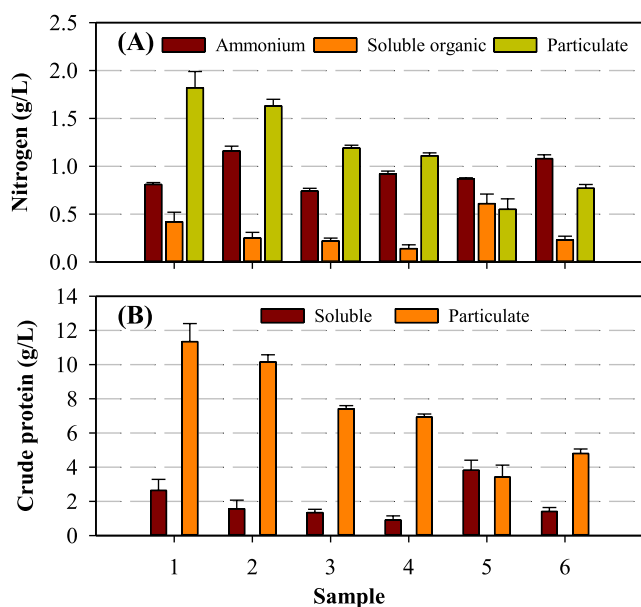 (A) Ammonium Soluble organic Particulate
Nitrogen (g/L)
2.5
2.0
1.5
1.0
0.5
0.0
(B) Soluble Particulate
Crude protein (g/L)
14
12
10
8
6
4
2
0
1 2 3 4 5 6
Sample